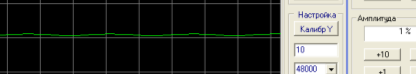 Настройка
Калибр Y
10
48000
Амплитуда
1 %
+10
+1